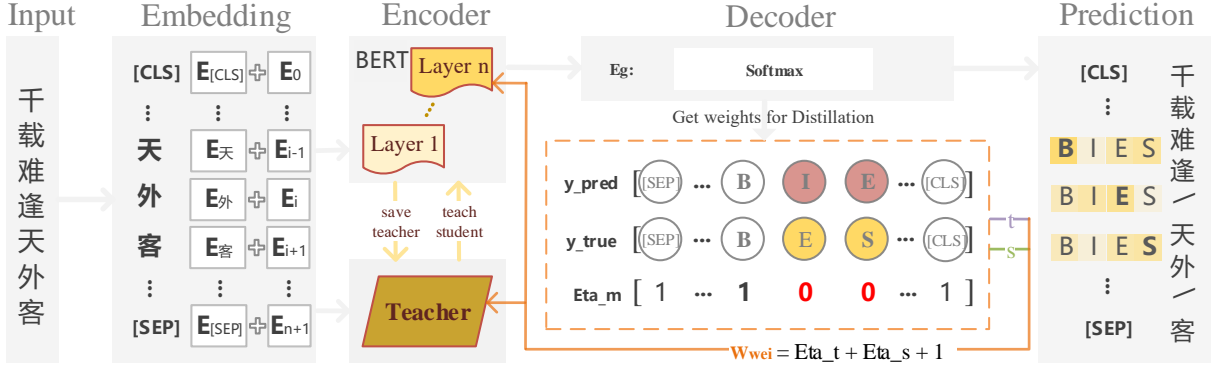 Input
Embedding
Encoder
Decoder
Prediction
千载难逢天外客
[CLS] E[CLS] + E0
⋮ ⋮ ⋮
天 E天 + Ei-1
外 E外 + Ei
客 E客 + Ei+1
⋮ ⋮ ⋮
[SEP] E[SEP] + En+1
BERT
Layer n
Layer 1
save
teacher
teach
student
Teacher
Eg: Softmax
Get weights for Distillation
y_pred [ [SEP] ... B I E ... [CLS] ]
y_true [ [SEP] ... B E S ... [CLS] ]
Eta_m [ 1 ... 1 0 0 ... 1 ]
t
s
Wwei = Eta_t + Eta_s + 1
[CLS]
⋮
B I E S
B I E S
B I E S
⋮
[SEP]
千载难逢/天外/客